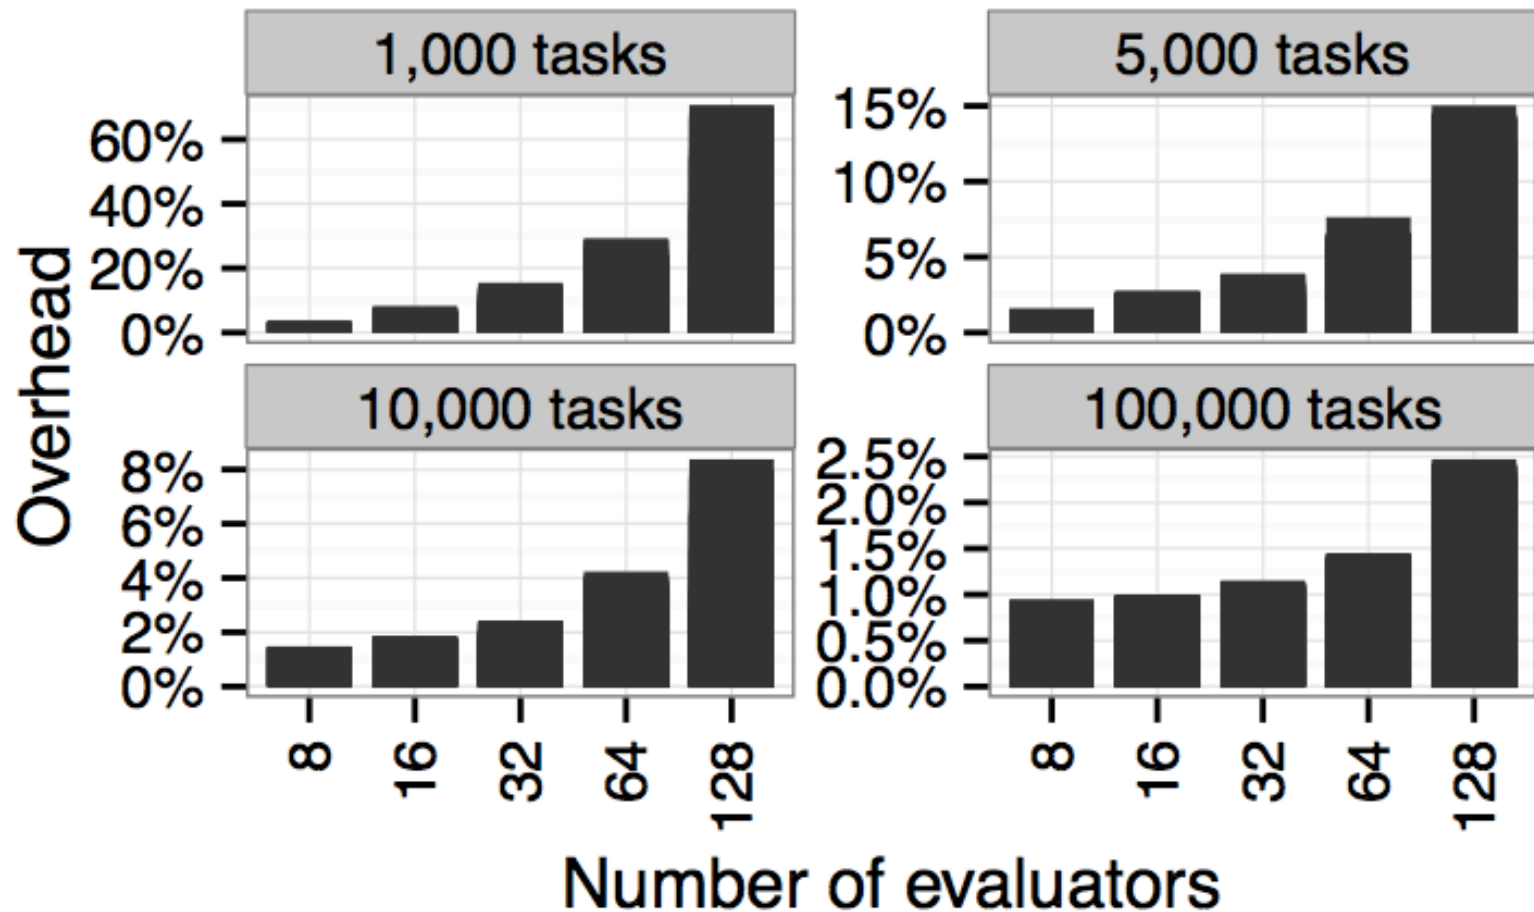 1,000 tasks
5,000 tasks
60%
40%
20%
0%
15%
10%
5%
0%
Overhead
10,000 tasks
100,000 tasks
8%
6%
4%
2%
0%
2.5%
2.0%
1.5%
1.0%
0.5%
0.0%
8 16 32 64 128
8 16 32 64 128
Number of evaluators